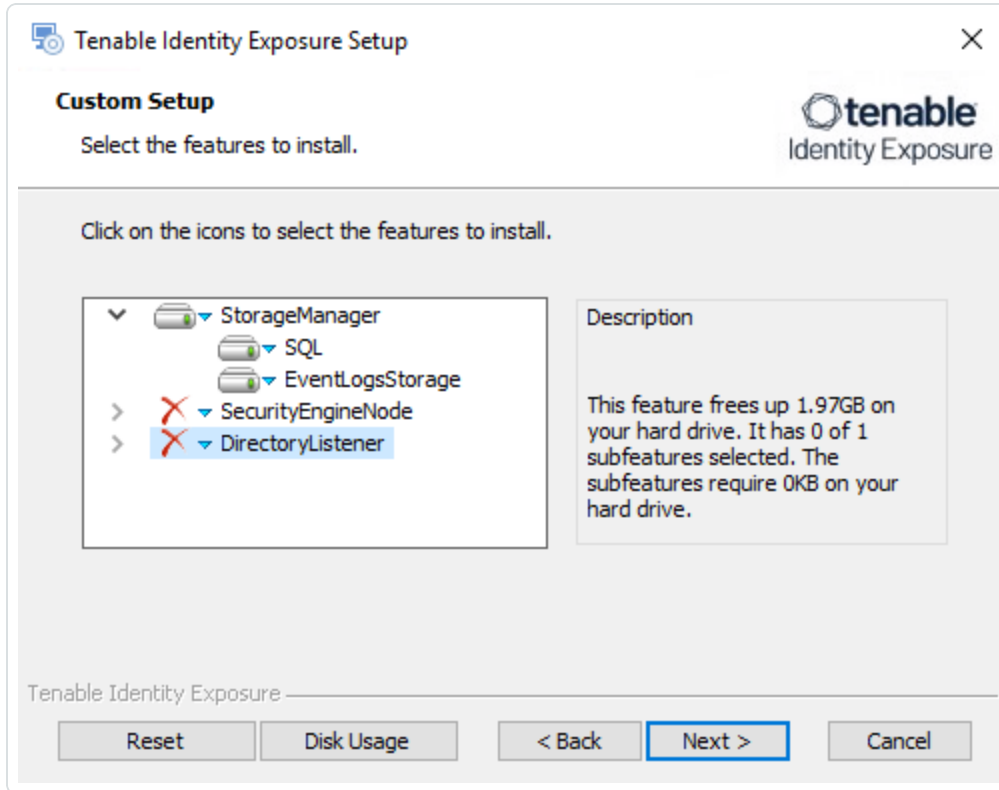 Tenable Identity Exposure Setup
Custom Setup
Select the features to install.
tenable
Identity Exposure
Click on the icons to select the features to install.
StorageManager
SQL
EventLogsStorage
SecurityEngineNode
DirectoryListener
Description
This feature frees up 1.97GB on
your hard drive. It has 0 of 1
subfeatures selected. The
subfeatures require 0KB on your
hard drive.
Tenable Identity Exposure
Reset
Disk Usage
< Back
Next >
Cancel